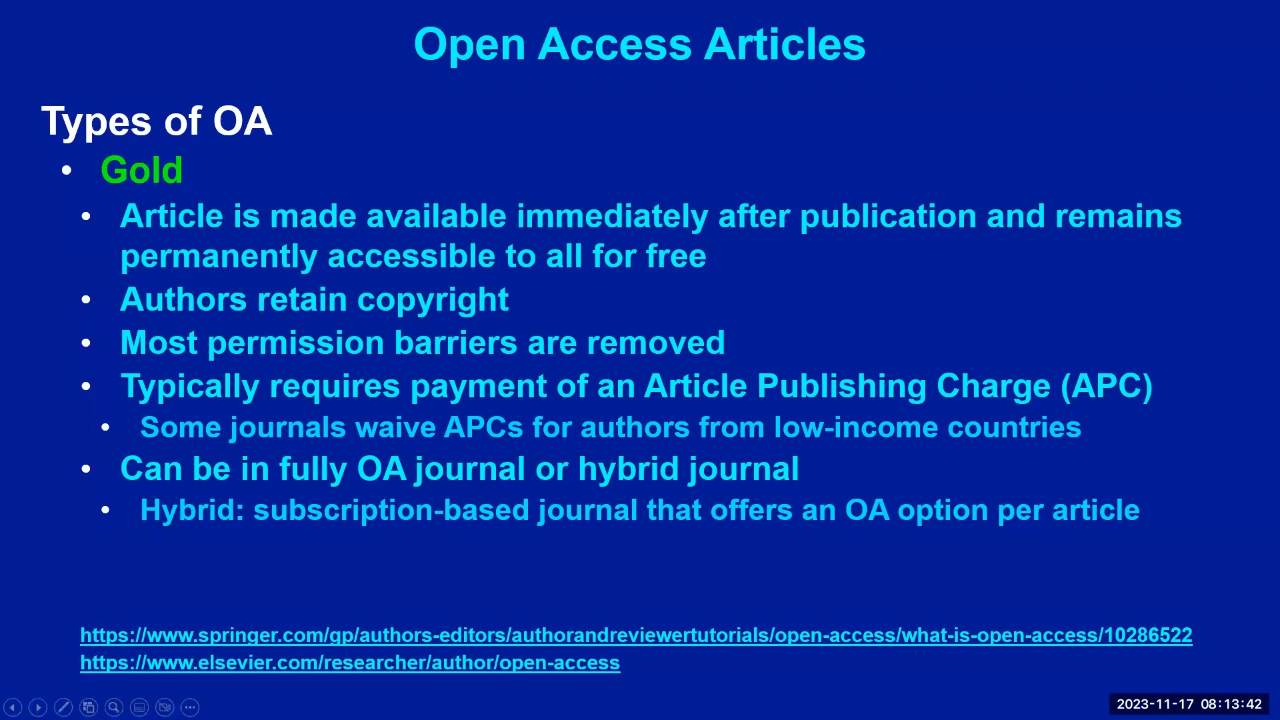 Open Access Articles
Types of OA
• Gold
• Article is made available immediately after publication and remains
permanently accessible to all for free
• Authors retain copyright
• Most permission barriers are removed
• Typically requires payment of an Article Publishing Charge (APC)
• Some journals waive APCs for authors from low-income countries
• Can be in fully OA journal or hybrid journal
• Hybrid: subscription-based journal that offers an OA option per article
https://www.springer.com/gp/authors-editors/authorandreviewertutorials/open-access/what-is-open-access/10286522
https://www.elsevier.com/researcher/author/open-access
2023-11-17 08:13:42